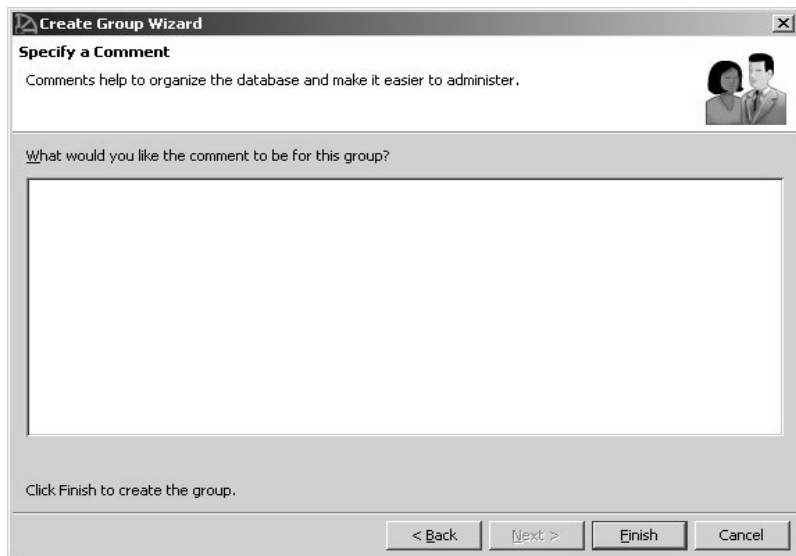 Create Group Wizard
Specify a Comment
Comments help to organize the database and make it easier to administer.
What would you like the comment to be for this group?
Click Finish to create the group.
< Back Next > Finish Cancel